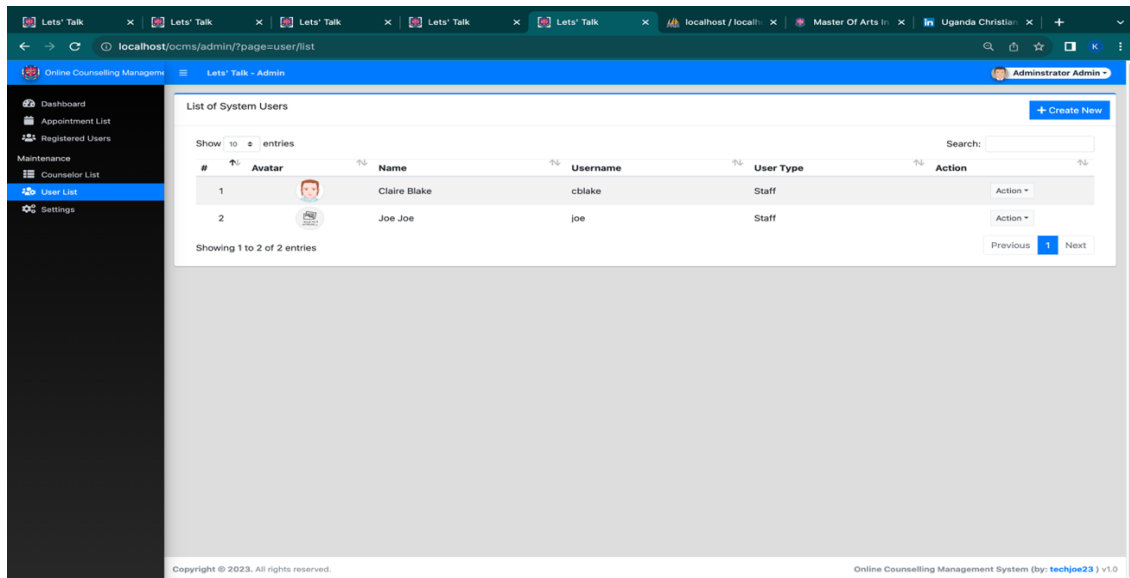 Lets' Talk Lets' Talk Lets' Talk Lets' Talk Lets' Talk localhost / localh Master Of Arts In Uganda Christian
localhost/ocms/admin/?page=user/list K
Online Counselling Manageme Lets' Talk - Admin Adminstrator Admin
Dashboard
Appointment List
Registered Users
Maintenance
Counselor List
User List
Settings
List of System Users + Create New
Show 10 entries Search:
# Avatar Name Username User Type Action
1 Claire Blake cblake Staff Action
2 Joe Joe joe Staff Action
Showing 1 to 2 of 2 entries Previous 1 Next
Copyright © 2023. All rights reserved. Online Counselling Management System (by: techjoe23 ) v1.0